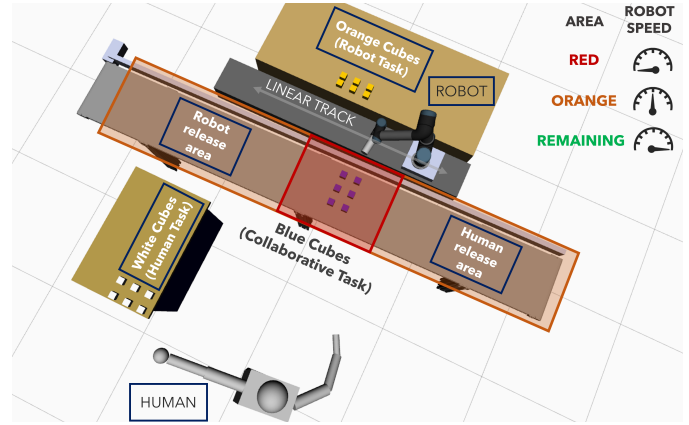 Orange Cubes
(Robot Task)
ROBOT
LINEAR TRACK
Robot
release
area
White Cubes
(Human Task)
Blue Cubes
(Collaborative Task)
Human
release
area
HUMAN
AREA
ROBOT
SPEED
RED
ORANGE
REMAINING